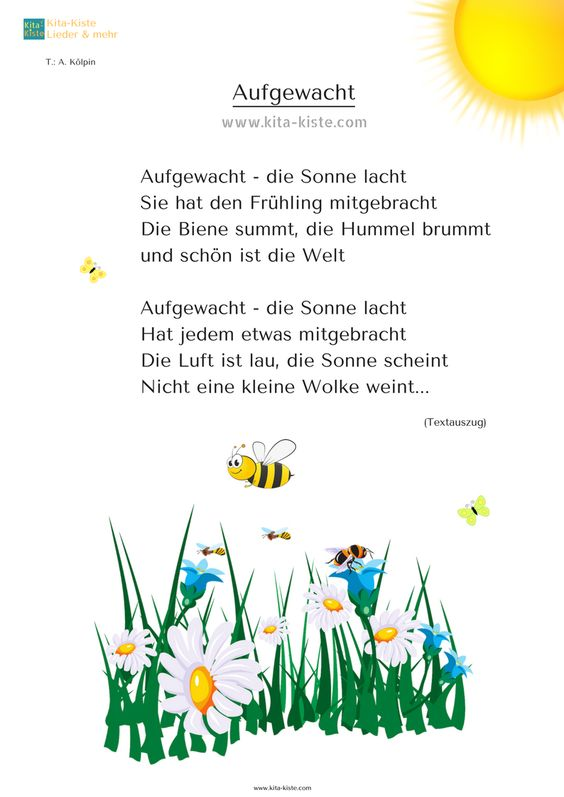 Kita-Kiste
Kita-Kiste
Lieder & mehr
T.: A. Kölpin
Aufgewacht
www.kita-kiste.com
Aufgewacht - die Sonne lacht
Sie hat den Frühling mitgebracht
Die Biene summt, die Hummel brummt
und schön ist die Welt
Aufgewacht - die Sonne lacht
Hat jedem etwas mitgebracht
Die Luft ist lau, die Sonne scheint
Nicht eine kleine Wolke weint...
(Textauszug)
www.kita-kiste.com